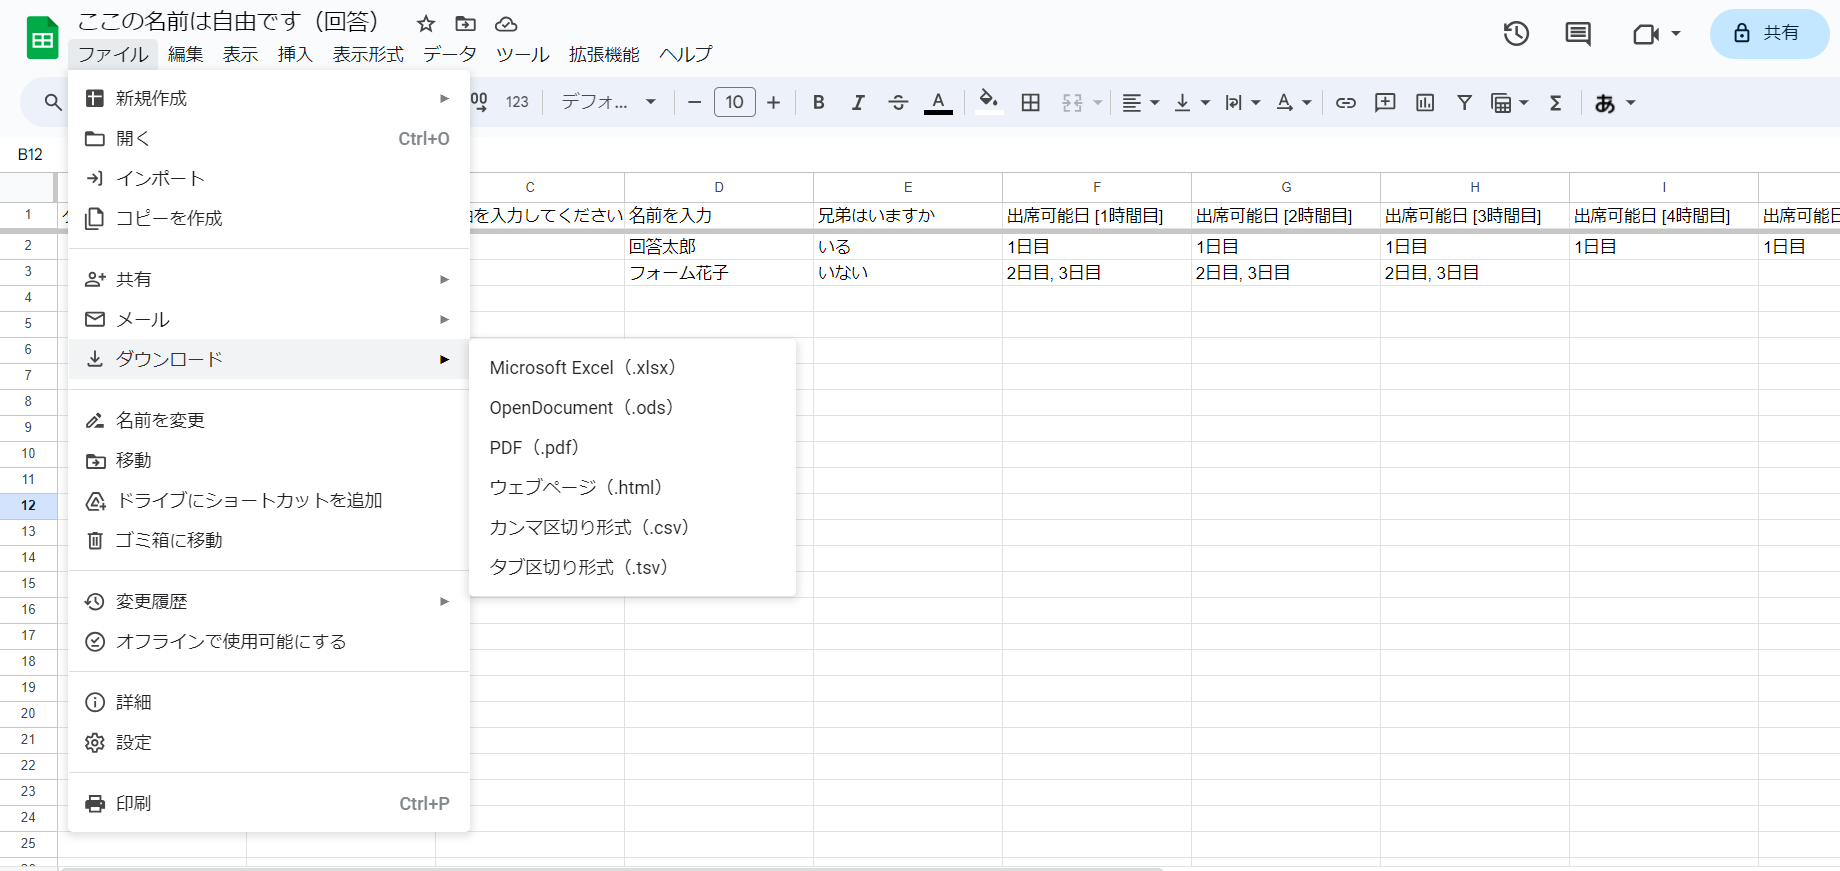 ここの名前は自由です（回答）
ファイル 編集 表示 挿入 表示形式 データ ツール 拡張機能 ヘルプ
共有
123 デフォ... 10 B I A あ
B12
新規作成
開く Ctrl+O
インポート
コピーを作成
共有
メール
ダウンロード
名前を変更
移動
ドライブにショートカットを追加
ゴミ箱に移動
変更履歴
オフラインで使用可能にする
詳細
設定
印刷 Ctrl+P
Microsoft Excel（.xlsx）
OpenDocument（.ods）
PDF（.pdf）
ウェブページ（.html）
カンマ区切り形式（.csv）
タブ区切り形式（.tsv）
C D E F G H I
1 を入力してください 名前を入力 兄弟はいますか 出席可能日 [1時間目] 出席可能日 [2時間目] 出席可能日 [3時間目] 出席可能日 [4時間目] 出席可能日
2 回答太郎 いる 1日目 1日目 1日目 1日目 1日目
3 フォーム花子 いない 2日目, 3日目 2日目, 3日目 2日目, 3日目
4
5
6
7
8
9
10
11
12
13
14
15
16
17
18
19
20
21
22
23
24
25